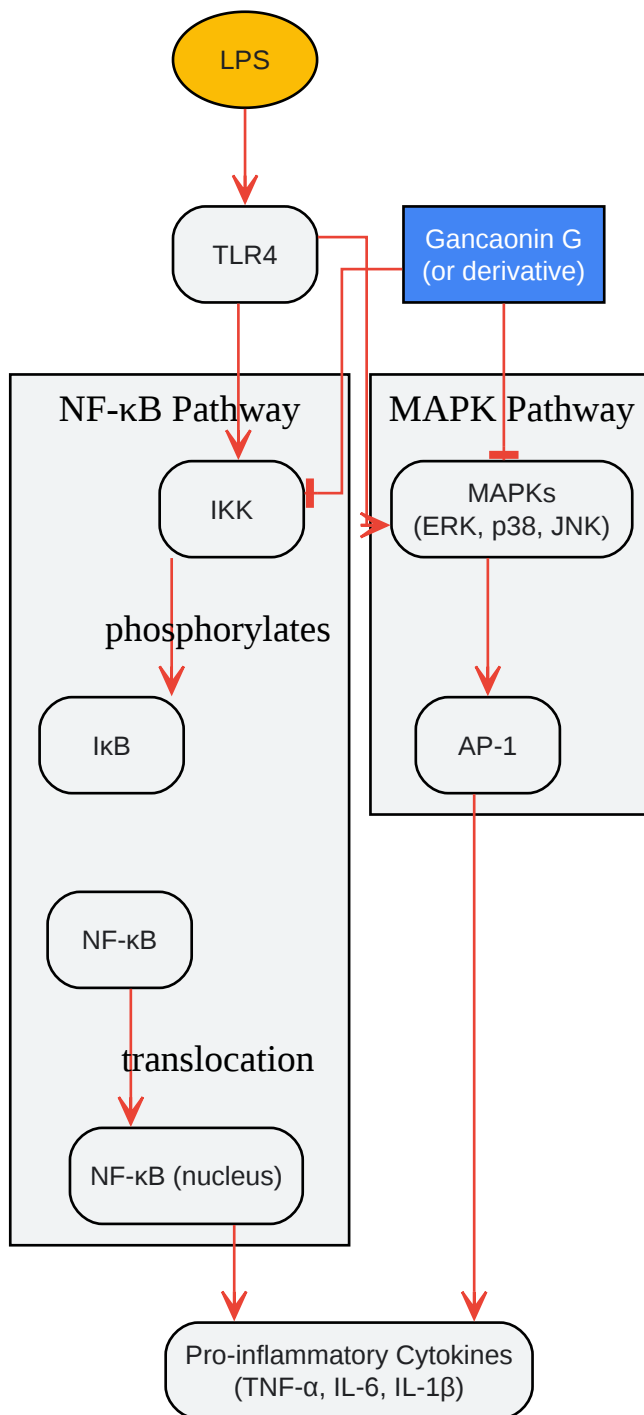 LPS
TLR4
Gancaonin G
(or derivative)
NF-κB Pathway
MAPK Pathway
IKK
MAPKs
(ERK, p38, JNK)
phosphorylates
IκB
AP-1
NF-κB
translocation
NF-κB (nucleus)
Pro-inflammatory Cytokines
(TNF-α, IL-6, IL-1β)